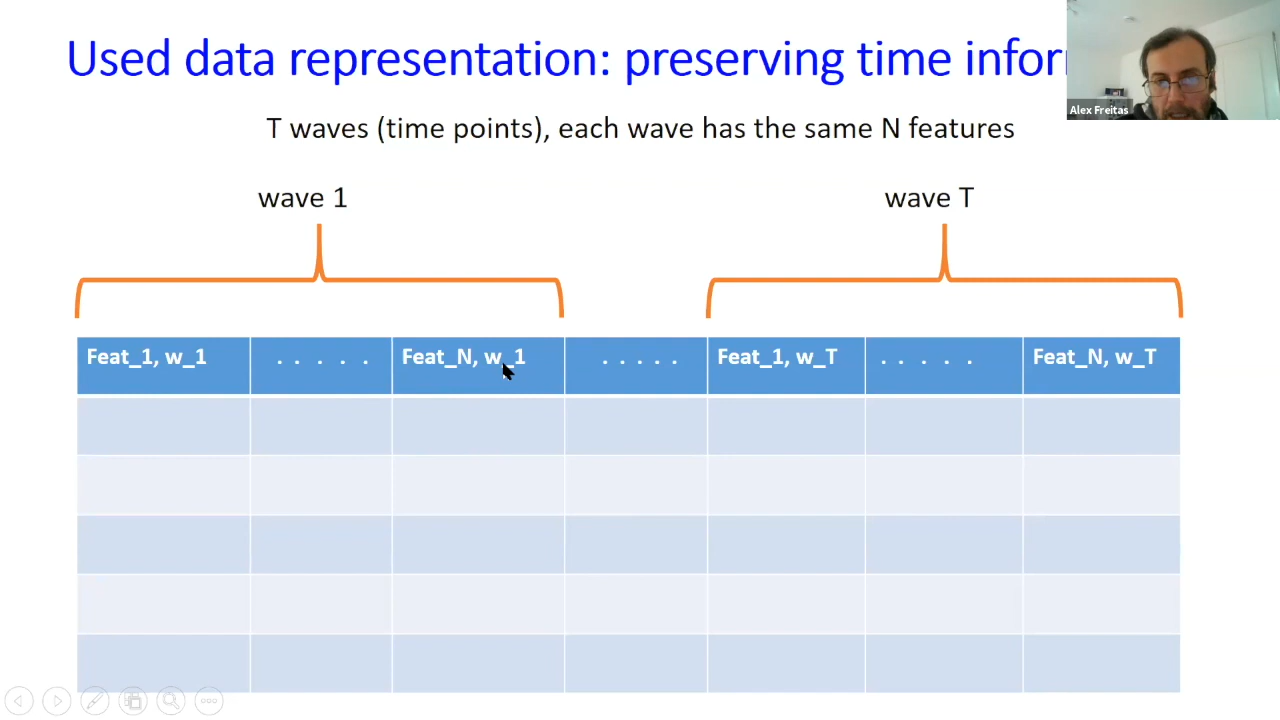 Used data representation: preserving time infor
Alex Freitas
T waves (time points), each wave has the same N features
wave 1
wave T
Feat_1, w_1 . . . . . Feat_N, w_1 . . . . . Feat_1, w_T . . . . . Feat_N, w_T